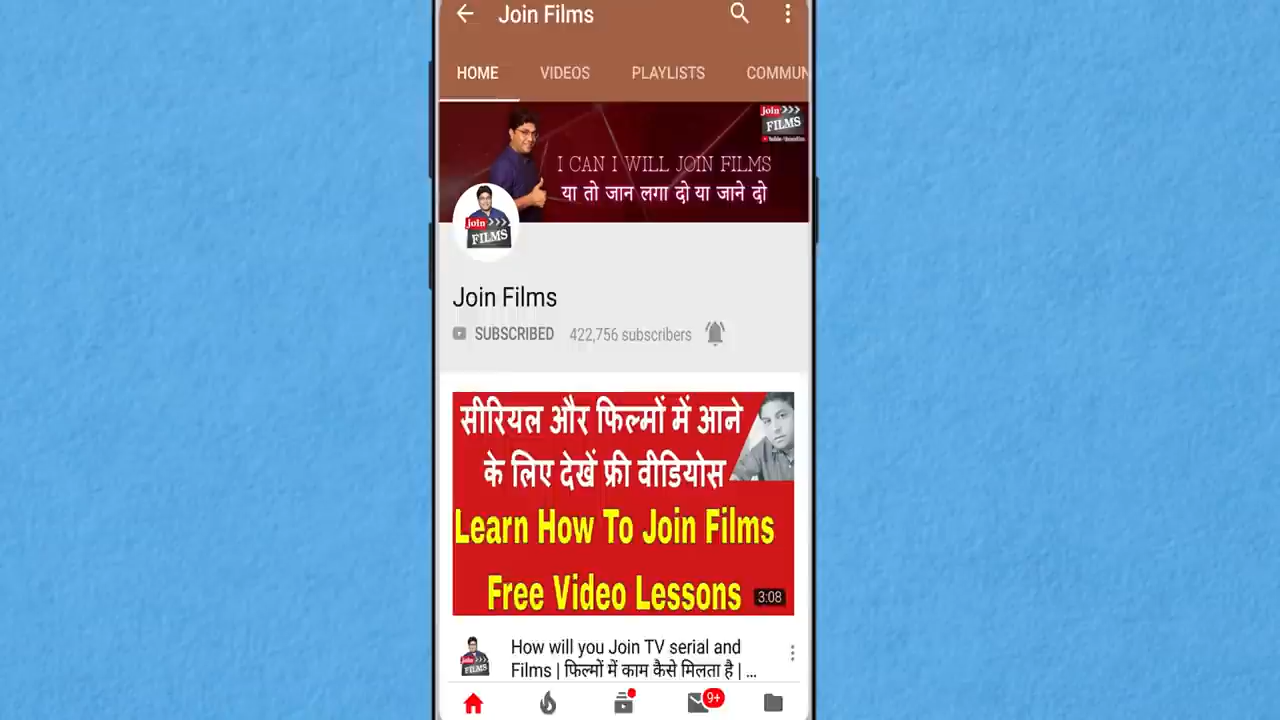 Join Films
HOME VIDEOS PLAYLISTS COMMUN
Join
FILMS
I CAN I WILL JOIN FILMS
या तो जान लगा दो या जाने दो
Join
FILMS
Join Films
SUBSCRIBED 422,756 subscribers
सीरियल और फिल्मों में आने
के लिए देखें फ्री वीडियोस
Learn How To Join Films
Free Video Lessons
3:08
How will you Join TV serial and
Films | फिल्मों में काम कैसे मिलता है | ...
Join
FILMS
9+